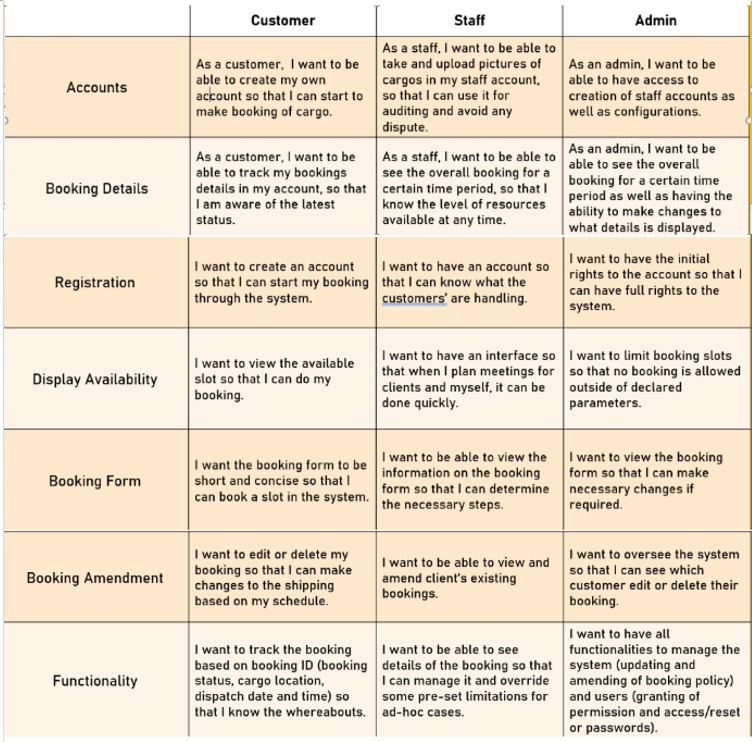 Customer
Staff
Admin
Accounts
As a customer, I want to be
able to create my own
account so that I can start to
make booking of cargo.
As a staff, I want to be able to
take and upload pictures of
cargos in my staff account,
so that I can use it for
auditing and avoid any
dispute.
As an admin, I want to be
able to have access to
creation of staff accounts as
well as configurations.
Booking Details
As a customer, I want to be
able to track my bookings
details in my account, so that
I am aware of the latest
status.
As a staff, I want to be able to
see the overall booking for a
certain time period, so that I
know the level of resources
available at any time.
As an admin, I want to be
able to see the overall
booking for a certain time
period as well as having the
ability to make changes to
what details is displayed.
Registration
I want to create an account
so that I can start my booking
through the system.
I want to have an account so
that I can know what the
customers' are handling.
I want to have the initial
rights to the account so that I
can have full rights to the
system.
Display Availability
I want to view the available
slot so that I can do my
booking.
I want to have an interface so
that when I plan meetings for
clients and myself, it can be
done quickly.
I want to limit booking slots
so that no booking is allowed
outside of declared
parameters.
Booking Form
I want the booking form to be
short and concise so that I
can book a slot in the system.
I want to be able to view the
information on the booking
form so that I can determine
the necessary steps.
I want to view the booking
form so that I can make
necessary changes if
required.
Booking Amendment
I want to edit or delete my
booking so that I can make
changes to the shipping
based on my schedule.
I want to be able to view and
amend client's existing
bookings.
I want to oversee the system
so that I can see which
customer edit or delete their
booking.
Functionality
I want to track the booking
based on booking ID (booking
status, cargo location,
dispatch date and time) so
that I know the whereabouts.
I want to be able to see
details of the booking so that
I can manage it and override
some pre-set limitations for
ad-hoc cases.
I want to have all
functionalities to manage the
system (updating and
amending of booking policy)
and users (granting of
permission and access/reset
or passwords).